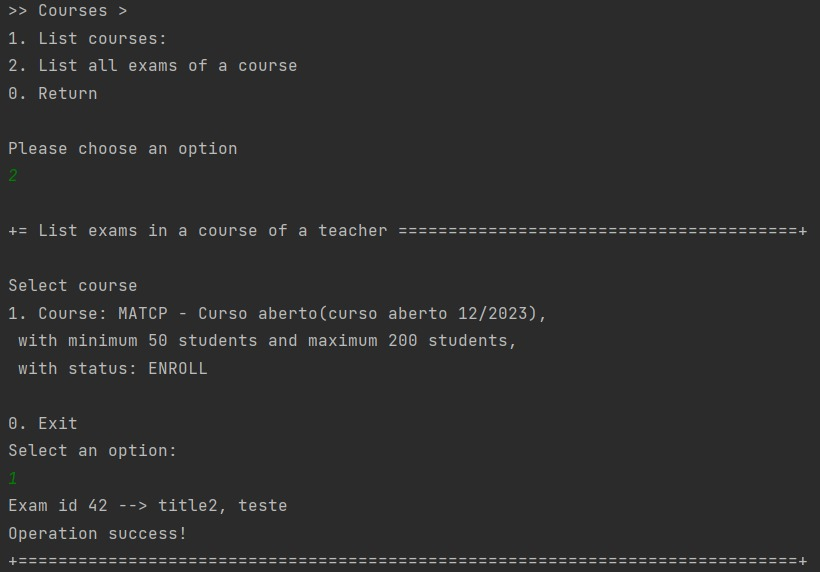 >> Courses >
1. List courses:
2. List all exams of a course
0. Return
Please choose an option
2
+= List exams in a course of a teacher ========================================+
Select course
1. Course: MATCP - Curso aberto(curso aberto 12/2023),
with minimum 50 students and maximum 200 students,
with status: ENROLL
0. Exit
Select an option:
1
Exam id 42 --> title2, teste
Operation success!
+==============================================================================+